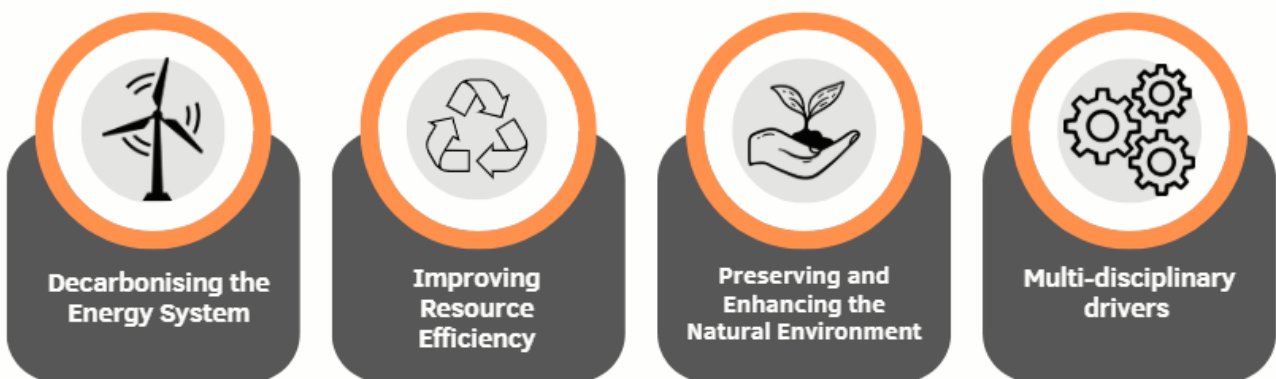 Decarbonising the
Energy System
Improving
Resource
Efficiency
Preserving and
Enhancing the
Natural Environment
Multi-disciplinary
drivers